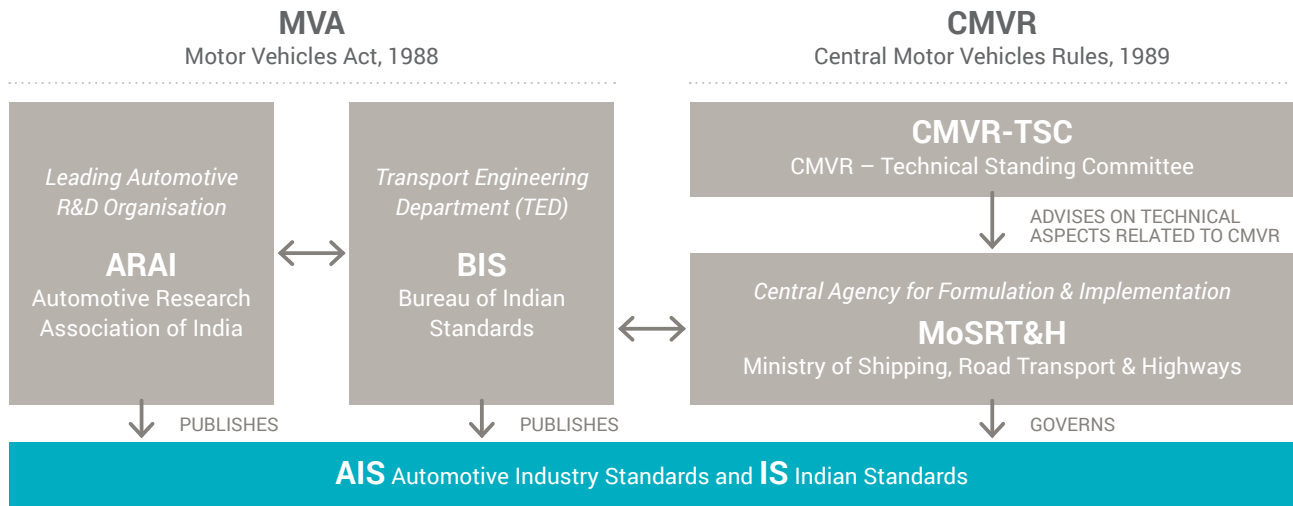 MVA
Motor Vehicles Act, 1988
CMVR
Central Motor Vehicles Rules, 1989
Leading Automotive
R&D Organisation
ARAI
Automotive Research
Association of India
Transport Engineering
Department (TED)
BIS
Bureau of Indian
Standards
CMVR-TSC
CMVR – Technical Standing Committee
ADVISES ON TECHNICAL
ASPECTS RELATED TO CMVR
Central Agency for Formulation & Implementation
MoSRT&H
Ministry of Shipping, Road Transport & Highways
PUBLISHES
PUBLISHES
GOVERNS
AIS Automotive Industry Standards and IS Indian Standards